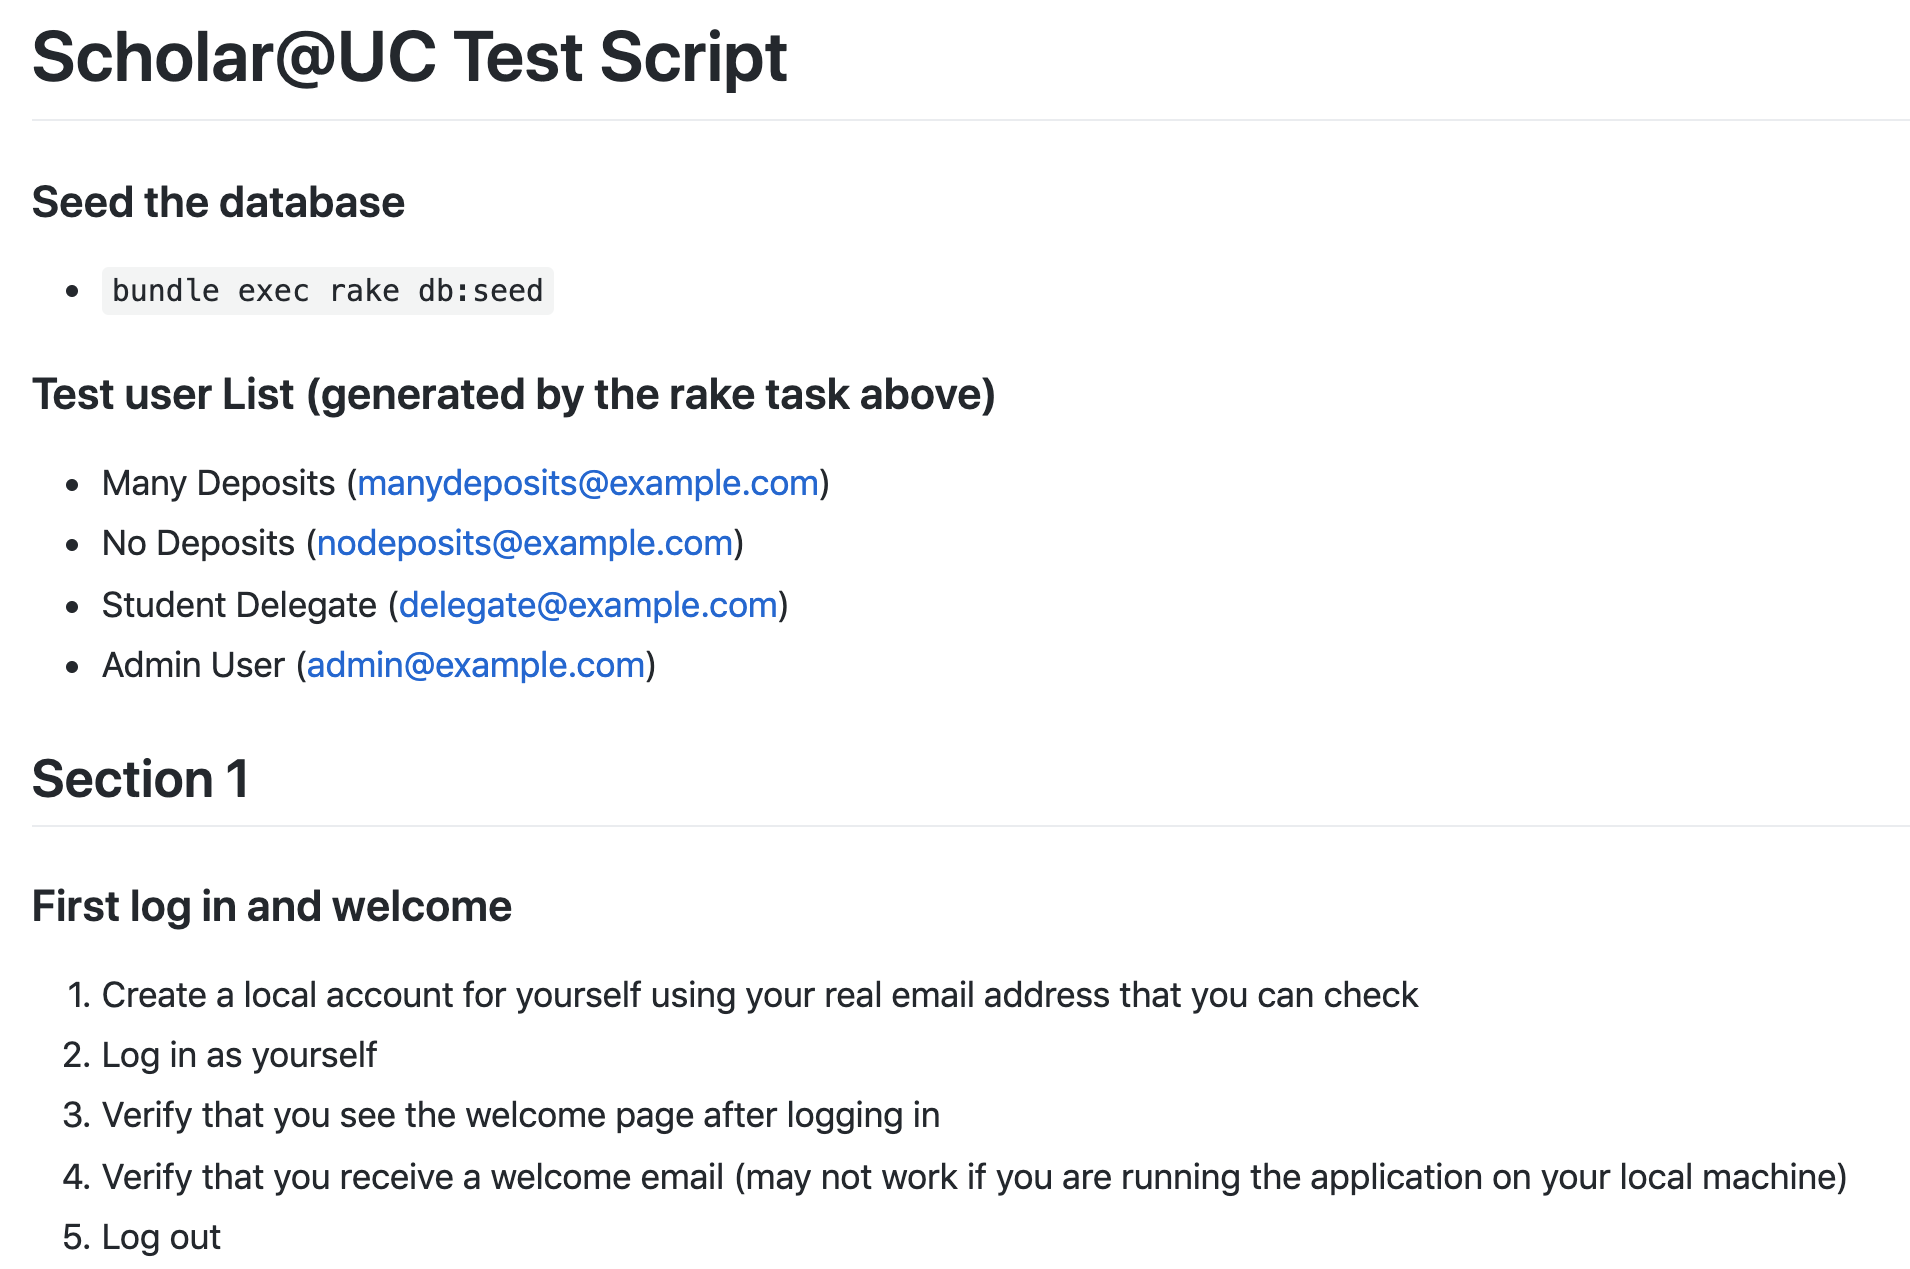 Scholar@UC Test Script
Seed the database
• bundle exec rake db:seed
Test user List (generated by the rake task above)
• Many Deposits (manydeposits@example.com)
• No Deposits (nodeposits@example.com)
• Student Delegate (delegate@example.com)
• Admin User (admin@example.com)
Section 1
First log in and welcome
1. Create a local account for yourself using your real email address that you can check
2. Log in as yourself
3. Verify that you see the welcome page after logging in
4. Verify that you receive a welcome email (may not work if you are running the application on your local machine)
5. Log out